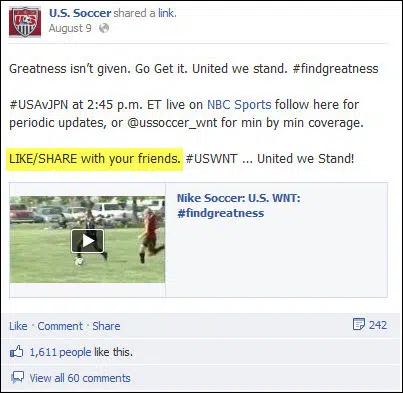 U.S. Soccer shared a link.
August 9
Greatness isn't given. Go Get it. United we stand. #findgreatness
#USAvJPN at 2:45 p.m. ET live on NBC Sports follow here for
periodic updates, or @ussoccer_wnt for min by min coverage.
LIKE/SHARE with your friends. #USWNT ... United we Stand!
Nike Soccer: U.S. WNT:
#findgreatness
Like · Comment · Share
242
1,611 people like this.
View all 60 comments